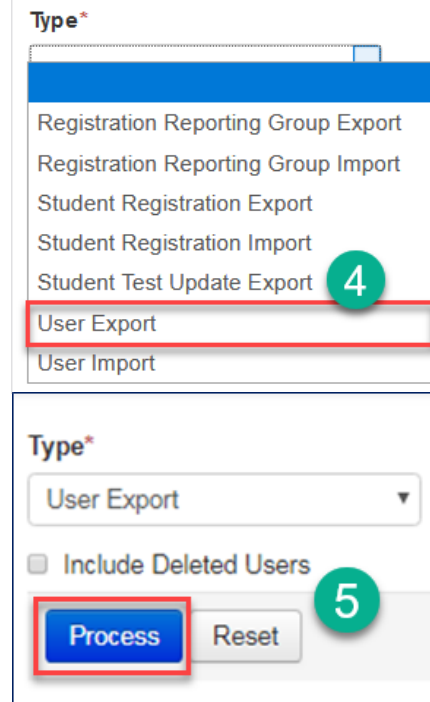 Type*
Registration Reporting Group Export
Registration Reporting Group Import
Student Registration Export
Student Registration Import
Student Test Update Export 4
User Export
User Import
Type*
User Export
Include Deleted Users
5
Process Reset